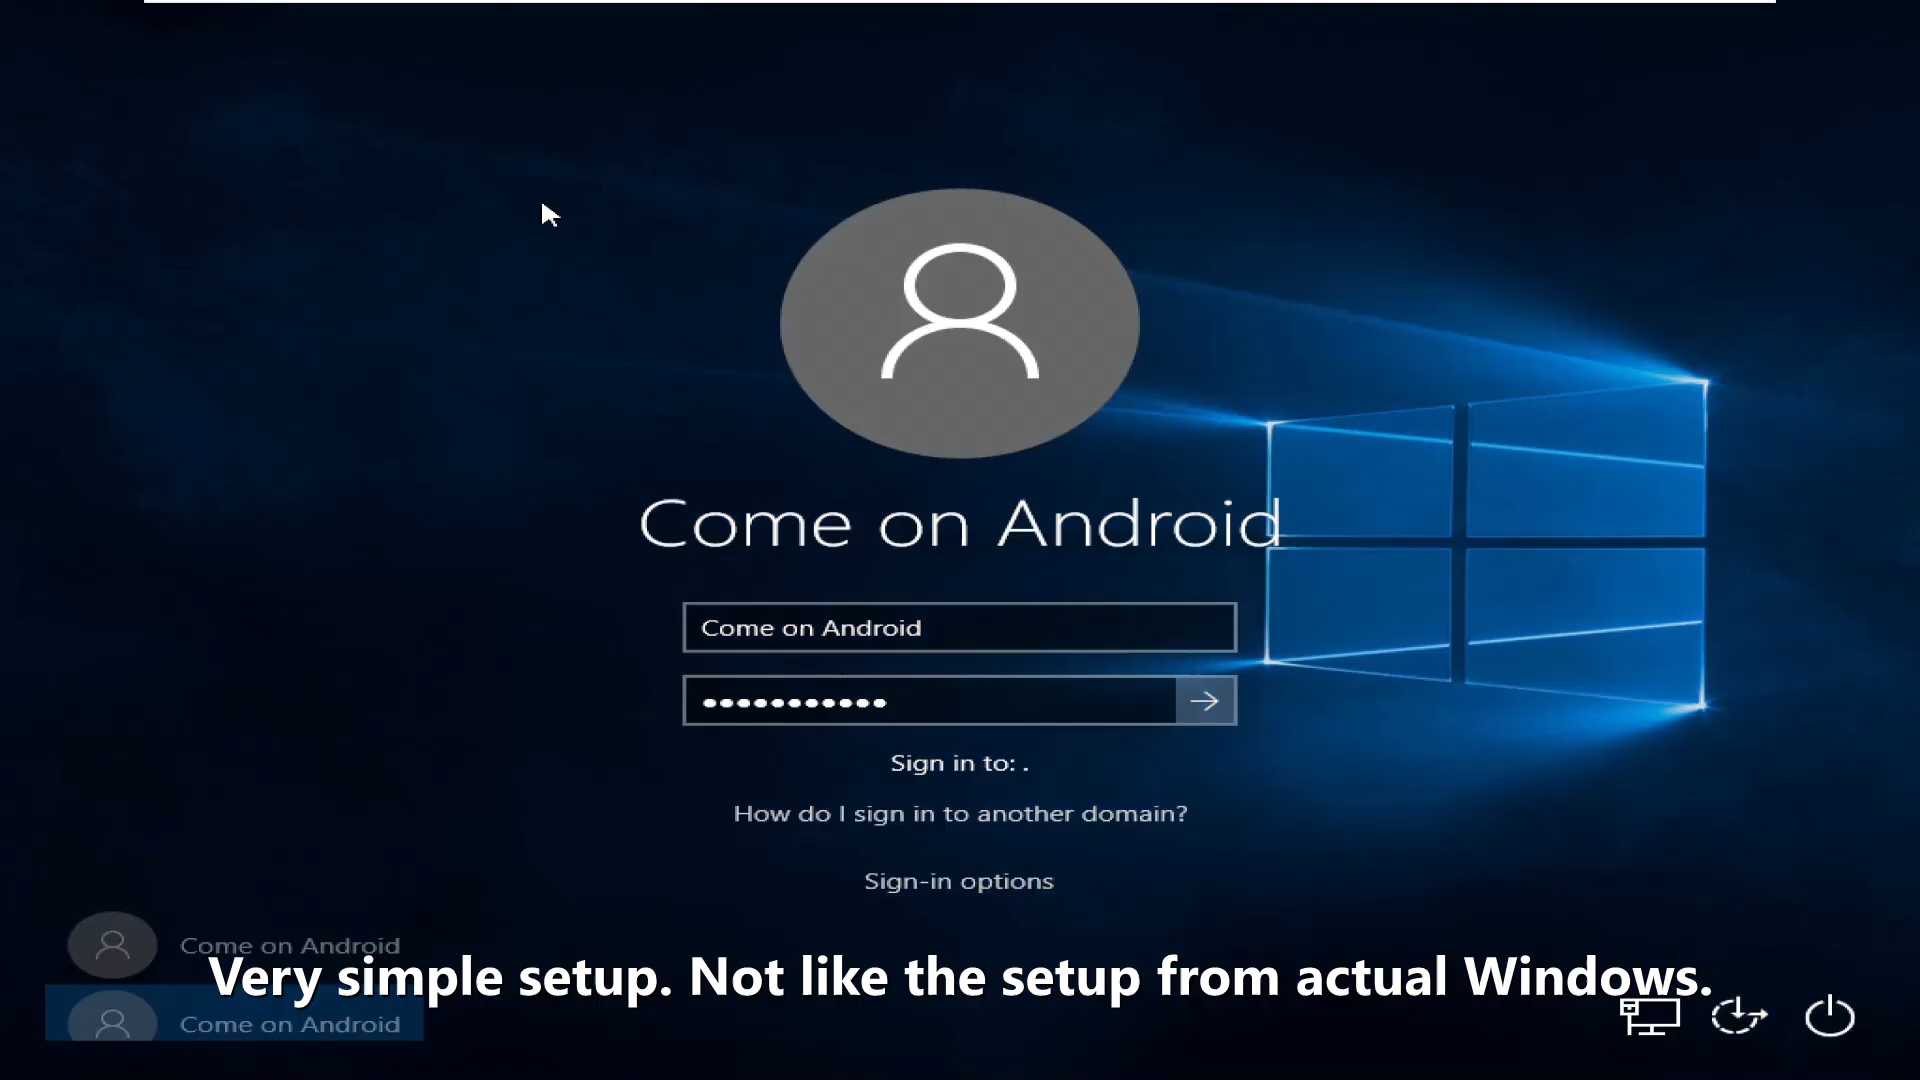 Come on Android
Come on Android
Sign in to: .
How do I sign in to another domain?
Sign-in options
Come on Android
Very simple setup. Not like the setup from actual Windows.
Come on Android